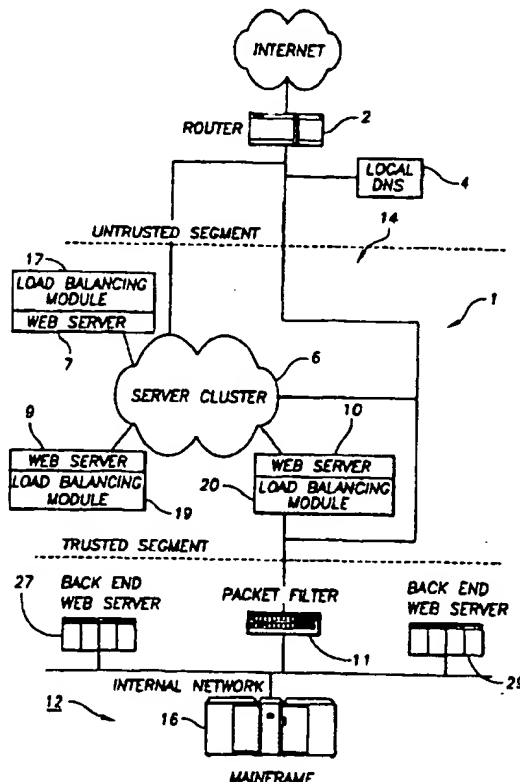 INTERNET
ROUTER
2
LOCAL
DNS
4
UNTRUSTED SEGMENT
14
17
LOAD BALANCING
MODULE
WEB SERVER
7
1
6
SERVER CLUSTER
9
WEB SERVER
LOAD BALANCING
MODULE
19
10
WEB SERVER
20
LOAD BALANCING
MODULE
TRUSTED SEGMENT
27
BACK END
WEB SERVER
PACKET FILTER
11
BACK END
WEB SERVER
29
INTERNAL NETWORK
12
16
MAINFRAME